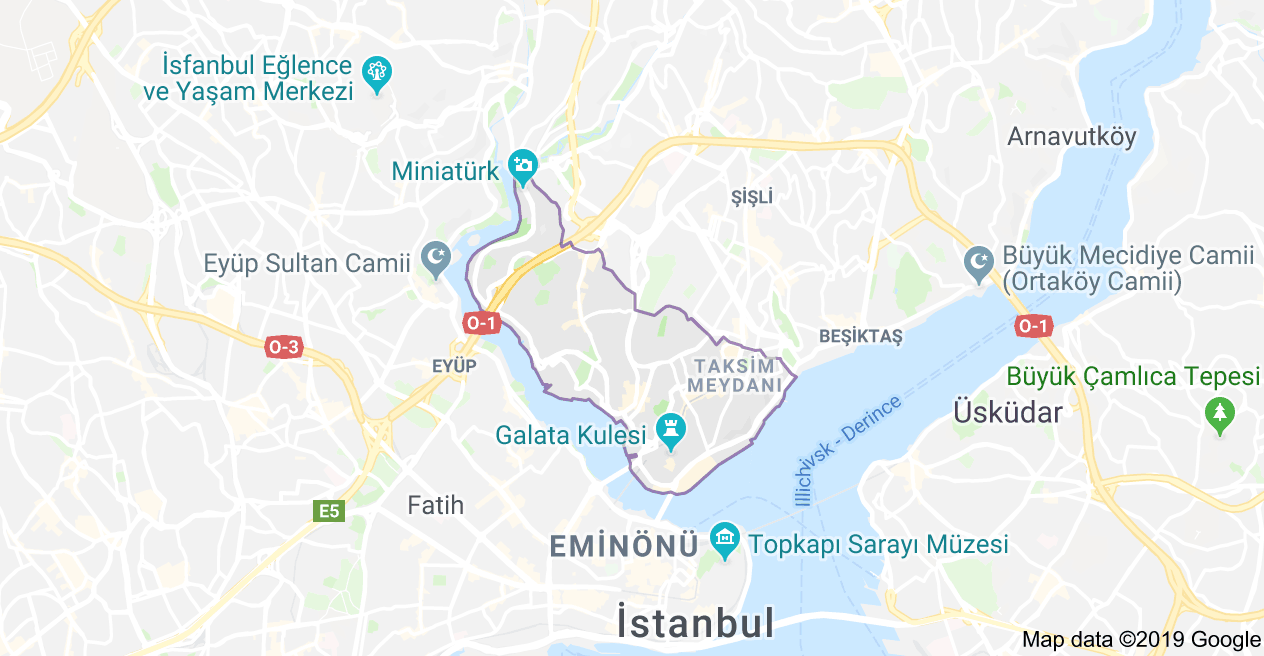 İsfanbul Eğlence
ve Yaşam Merkezi
Arnavutköy
Miniatürk
ŞİŞLİ
Eyüp Sultan Camii
Büyük Mecidiye Camii
(Ortaköy Camii)
O-1
O-1
BEŞİKTAŞ
O-3
EYÜP
TAKSİM
MEYDANI
Büyük Çamlıca Tepesi
Üsküdar
Galata Kulesi
Illichivsk - Derince
Fatih
E5
EMİNÖNÜ
Topkapı Sarayı Müzesi
İstanbul
Map data ©2019 Google